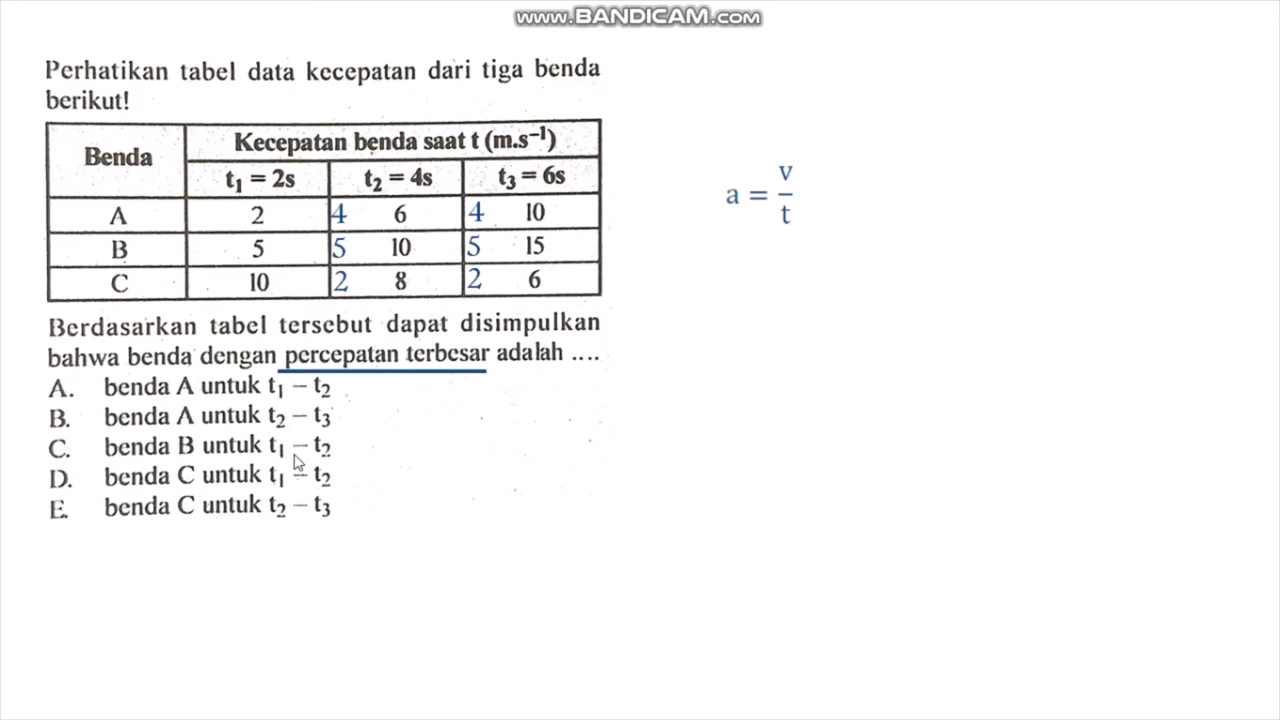 www.BANDICAM.com
Perhatikan tabel data kecepatan dari tiga benda
berikut!
Benda
Kecepatan benda saat t (m.s⁻¹)
t₁ = 2s t₂ = 4s t₃ = 6s
A 2 4 6 4 10
B 5 5 10 5 15
C 10 2 8 2 6
a = v/t
Berdasarkan tabel tersebut dapat disimpulkan
bahwa benda dengan percepatan terbesar adalah ....
A. benda A untuk t₁ – t₂
B. benda A untuk t₂ – t₃
C. benda B untuk t₁ – t₂
D. benda C untuk t₁ – t₂
E. benda C untuk t₂ – t₃